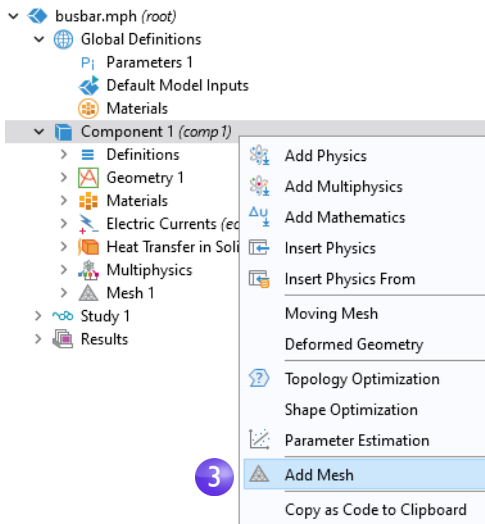 busbar.mph (root)
Global Definitions
Pi Parameters 1
Default Model Inputs
Materials
Component 1 (comp1)
Definitions
Geometry 1
Materials
Electric Currents (ec
Heat Transfer in Soli
Multiphysics
Mesh 1
Study 1
Results
Add Physics
Add Multiphysics
Δu Add Mathematics
Insert Physics
Insert Physics From
Moving Mesh
Deformed Geometry
? Topology Optimization
Shape Optimization
Parameter Estimation
3 Add Mesh
Copy as Code to Clipboard